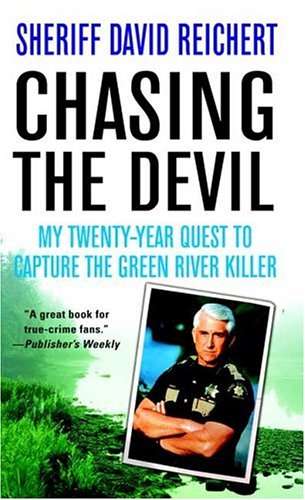 SHERIFF DAVID REICHERT
CHASING
THE DEVIL
MY TWENTY-YEAR QUEST TO
CAPTURE THE GREEN RIVER KILLER
"A great book for
true-crime fans."
—Publisher's Weekly